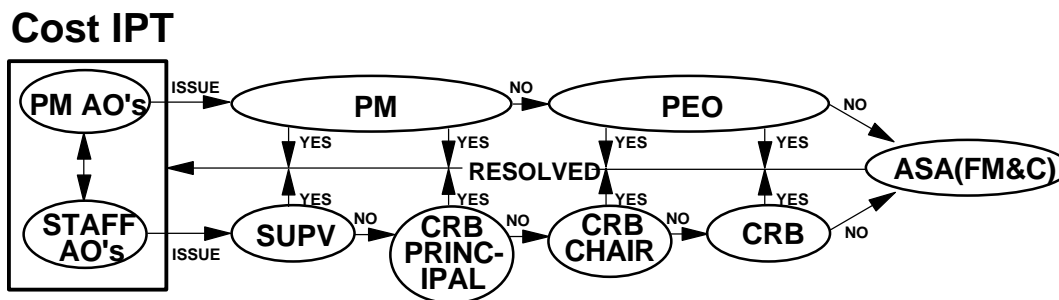 Cost IPT
PM AO's
ISSUE
PM
NO
PEO
NO
YES
YES
YES
YES
RESOLVED
ASA(FM&C)
YES
YES
YES
YES
STAFF
AO's
ISSUE
SUPV
NO
CRB
PRINC-
IPAL
NO
CRB
CHAIR
NO
CRB
NO